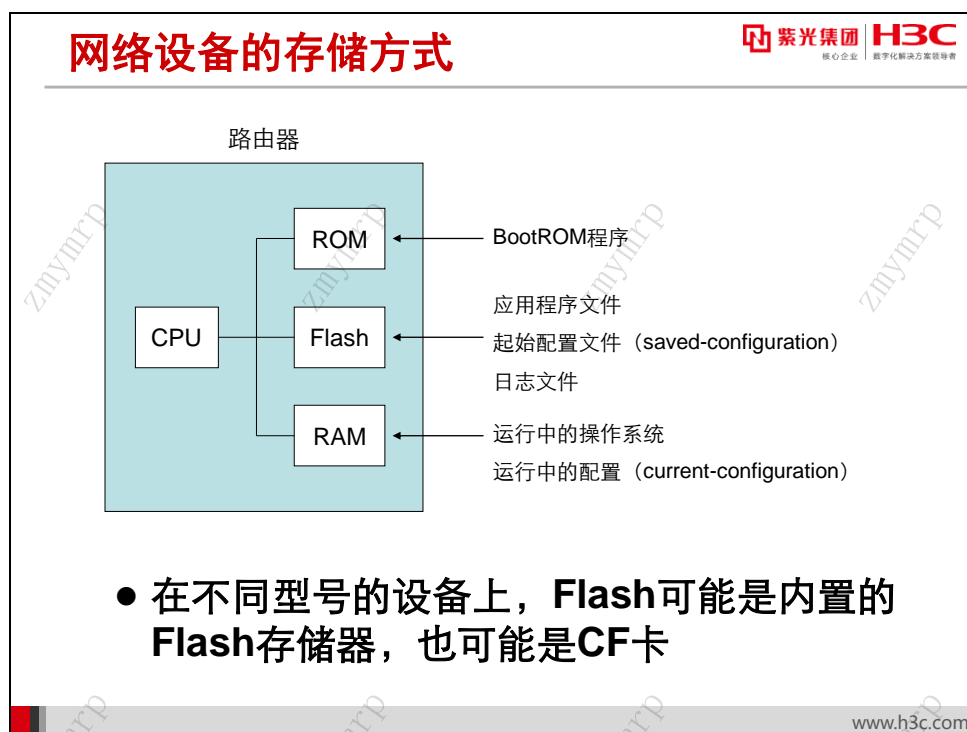 网络设备的存储方式
紫光集团
核心企业
H3C
数字化解决方案领导者
路由器
CPU
ROM
BootROM程序
Flash
应用程序文件
起始配置文件（saved-configuration）
日志文件
RAM
运行中的操作系统
运行中的配置（current-configuration）
● 在不同型号的设备上，Flash可能是内置的
Flash存储器，也可能是CF卡
www.h3c.com
zmymrp
zmymrp
zmymrp
zmymrp